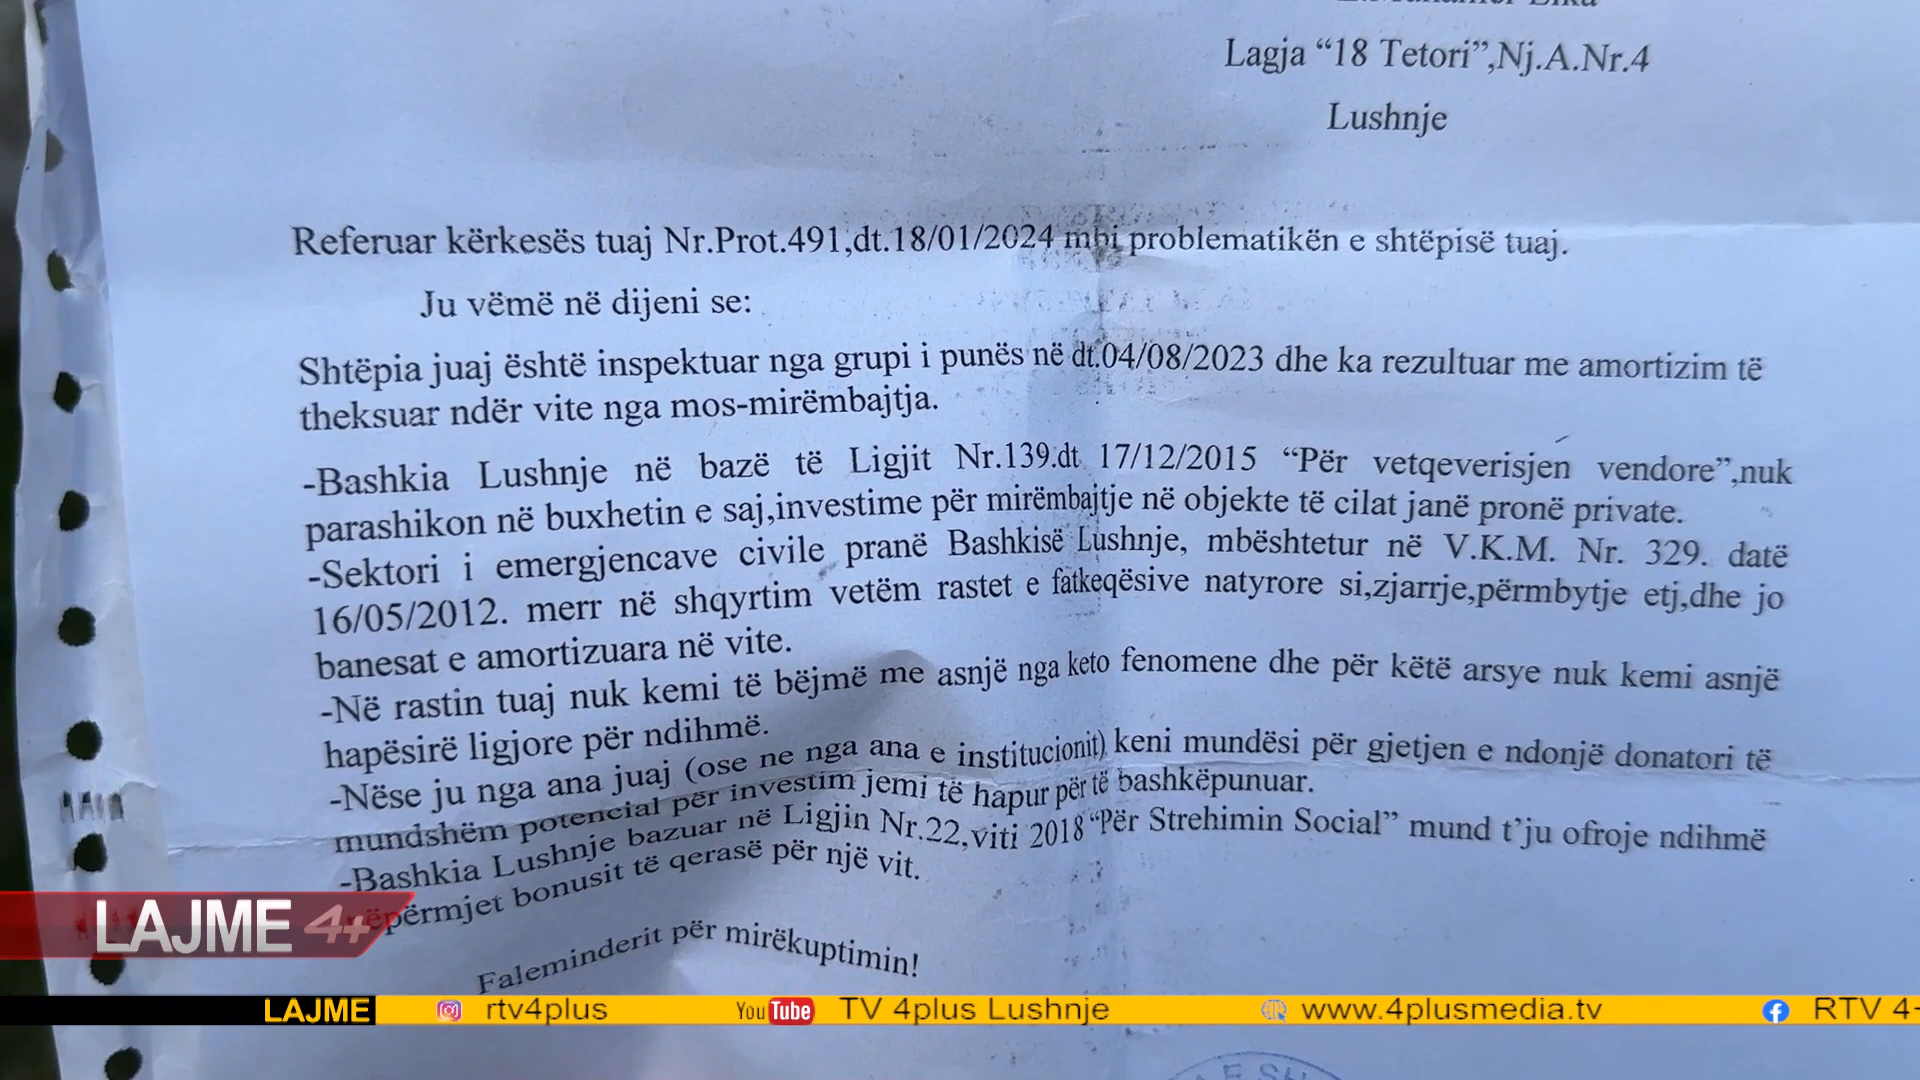 Lagja “18 Tetori”,Nj.A.Nr.4
Lushnje
Referuar kërkesës tuaj Nr.Prot.491,dt.18/01/2024 mbi problematikën e shtëpisë tuaj.
Ju vëmë në dijeni se:
Shtëpia juaj është inspektuar nga grupi i punës në dt.04/08/2023 dhe ka rezultuar me amortizim të
theksuar ndër vite nga mos-mirëmbajtja.
-Bashkia Lushnje në bazë të Ligjit Nr.139.dt 17/12/2015 “Për vetqeverisjen vendore”,nuk
parashikon në buxhetin e saj,investime për mirëmbajtje në objekte të cilat janë pronë private.
-Sektori i emergjencave civile pranë Bashkisë Lushnje, mbështetur në V.K.M. Nr. 329. datë
16/05/2012. merr në shqyrtim vetëm rastet e fatkeqësive natyrore si,zjarrje,përmbytje etj,dhe jo
banesat e amortizuara në vite.
-Në rastin tuaj nuk kemi të bëjmë me asnjë nga keto fenomene dhe për këtë arsye nuk kemi asnjë
hapësirë ligjore për ndihmë.
-Nëse ju nga ana juaj (ose ne nga ana e institucionit) keni mundësi për gjetjen e ndonjë donatori të
mundshëm potencial për investim jemi të hapur për të bashkëpunuar.
-Bashkia Lushnje bazuar në Ligjin Nr.22,viti 2018 “Për Strehimin Social” mund t’ju ofroje ndihmë
nëpërmjet bonusit të qerasë për një vit.
Faleminderit për mirëkuptimin!
LAJME 4+
LAJME rtv4plus YouTube TV 4plus Lushnje www.4plusmedia.tv RTV 4+